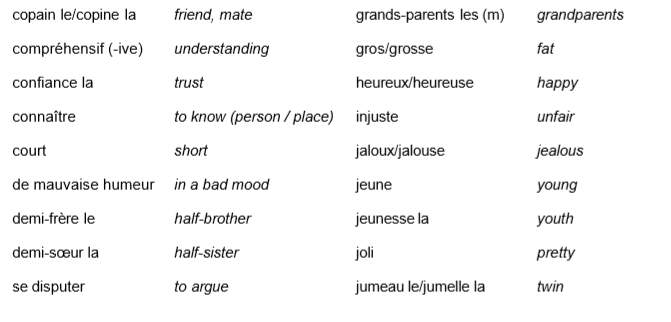 copain le/copine la friend, mate grands-parents les (m) grandparents
compréhensif (-ive) understanding gros/grosse fat
confiance la trust heureux/heureuse happy
connaître to know (person / place) injuste unfair
court short jaloux/jalouse jealous
de mauvaise humeur in a bad mood jeune young
demi-frère le half-brother jeunesse la youth
demi-sœur la half-sister joli pretty
se disputer to argue jumeau le/jumelle la twin